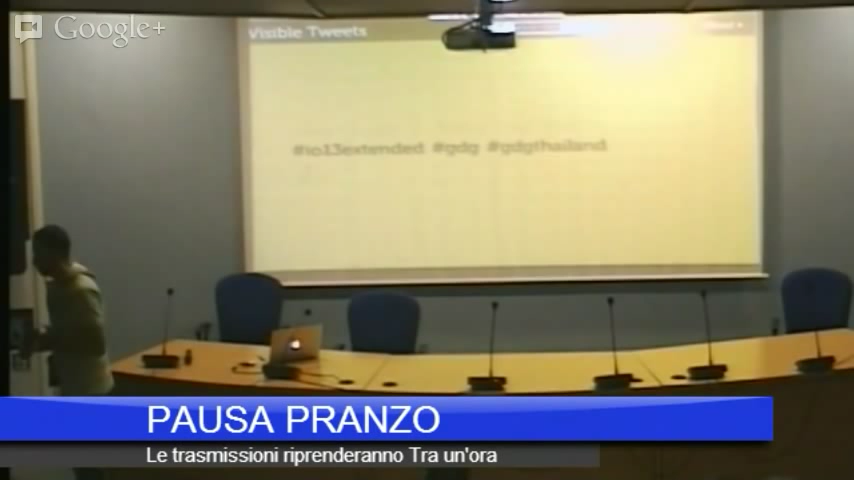 Google+
Visible Tweets
#io13extended #gdg #gdgthailand
PAUSA PRANZO
Le trasmissioni riprenderanno Tra un'ora